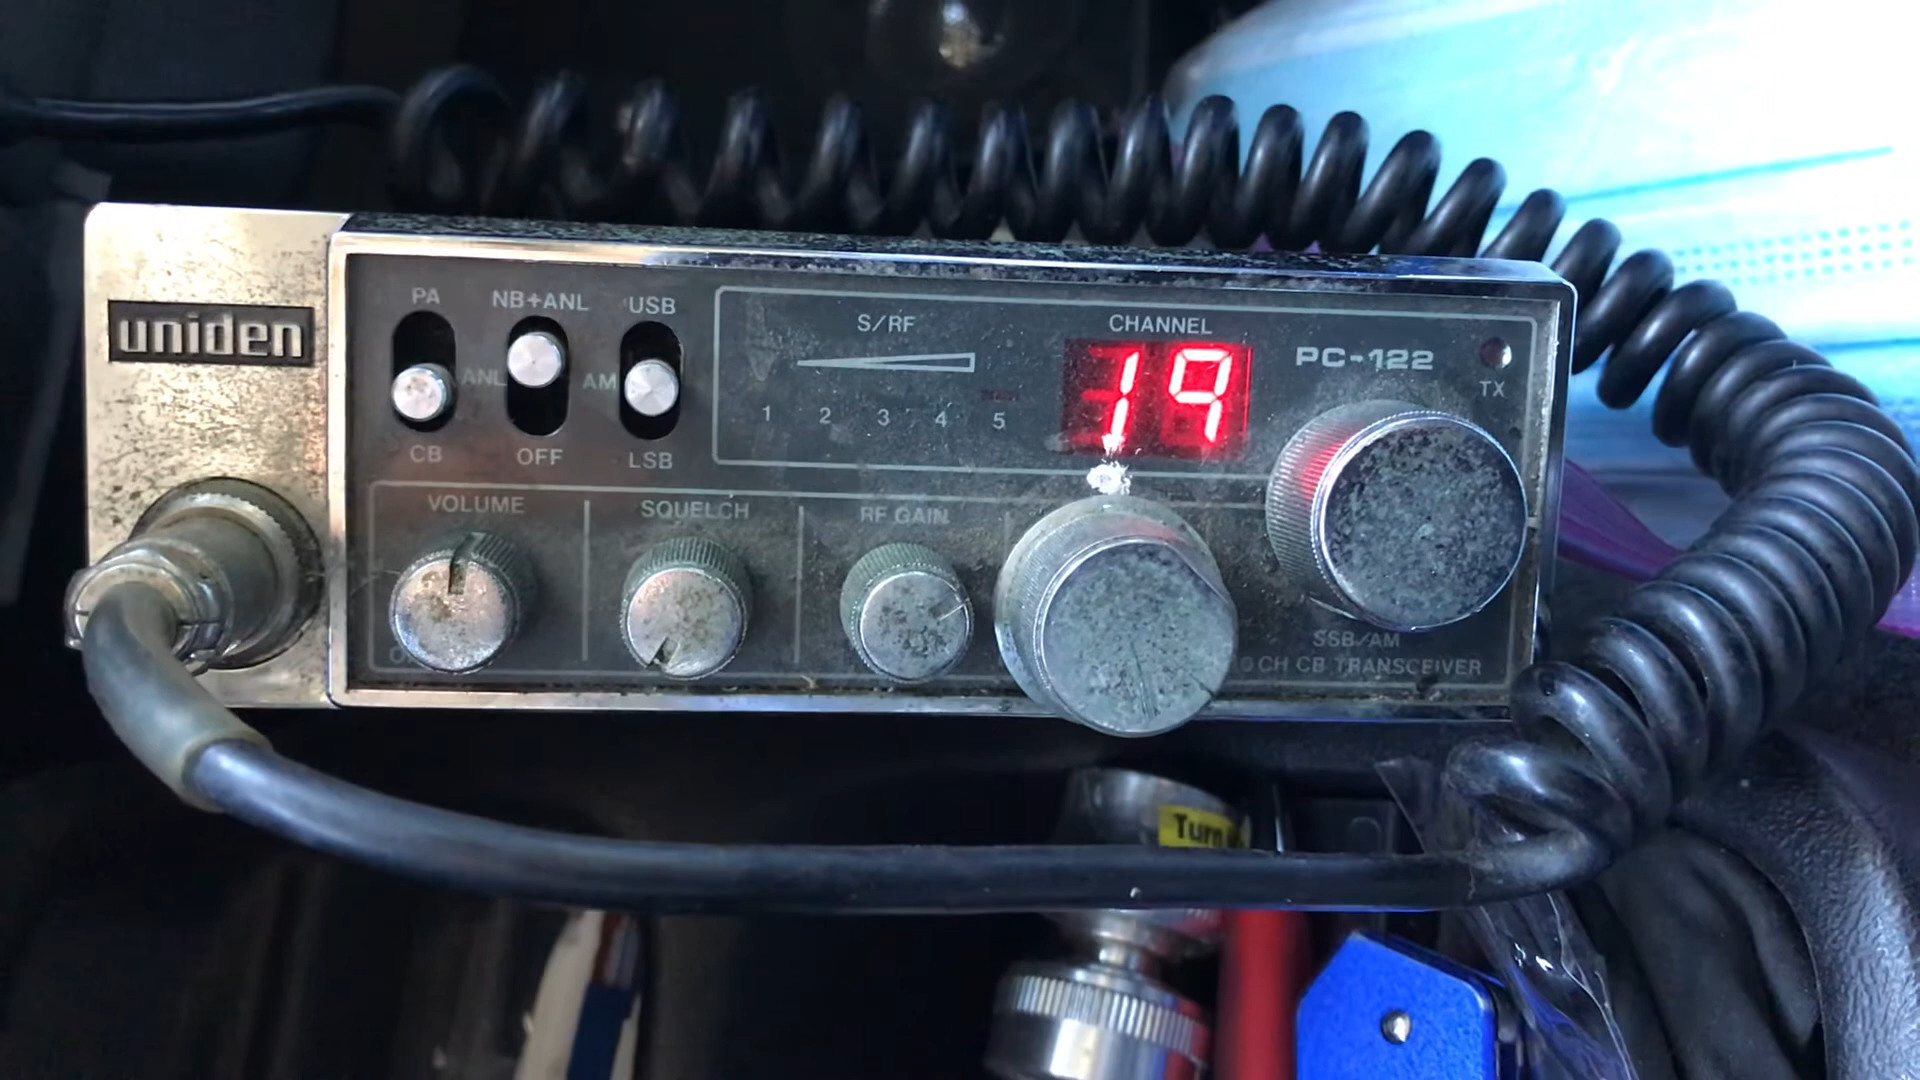 PA NB+ANL USB
uniden
ANL AM
CB OFF LSB
S/RF CHANNEL
19
PC-122
TX
1 2 3 4 5
VOLUME SQUELCH RF GAIN
SSB/AM
CH CB TRANSCEIVER
Turn